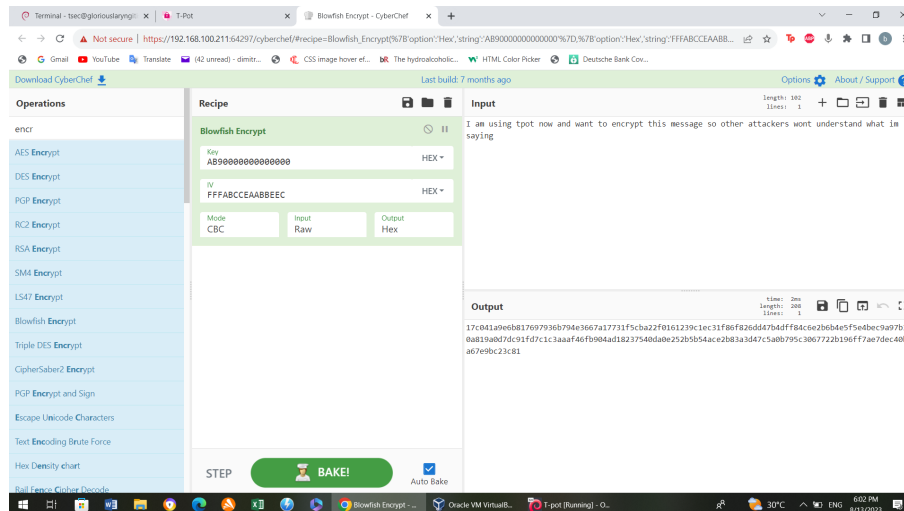 Terminal - tsec@gloriouslaryng
T-Pot
Blowfish Encrypt - CyberChef
Not secure | https://192.168.100.211:64297/cyberchef/#recipe=Blowfish_Encrypt(%7B'option':'Hex','string':'AB90000000000000'%7D,%7B'option':'Hex','string':'FFFABCCEAABB...
Gmail YouTube Translate (42 unread) - dimitr... CSS image hover ef... The hydroalcoholic... HTML Color Picker Deutsche Bank Cov...
Download CyberChef Last build: 7 months ago Options About / Support
Operations
encr
AES Encrypt
DES Encrypt
PGP Encrypt
RC2 Encrypt
RSA Encrypt
SM4 Encrypt
LS47 Encrypt
Blowfish Encrypt
Triple DES Encrypt
CipherSaber2 Encrypt
PGP Encrypt and Sign
Escape Unicode Characters
Text Encoding Brute Force
Hex Density chart
Rail Fence Cipher Decode
Recipe
Blowfish Encrypt
Key
AB90000000000000
HEX
IV
FFFABCCEAABBEEC
HEX
Mode Input Output
CBC Raw Hex
STEP
BAKE!
Auto Bake
Input
length: 102
lines: 1
I am using tpot now and want to encrypt this message so other attackers wont understand what im
saying
Output
time: 2ms
length: 208
lines: 1
17c041a9e6b817697936b794e3667a17731f5cba22f0161239c1ec31f86f826dd47b4dff84c6e2b6b4e5f5e4bec9a97b
0a819a0d7dc91fd7c1c3aaaf46fb904ad18237540da0e252b5b54ace2b83a3d47c5a0b795c3067722b196ff7ae7dec40
a67e9bc23c81
Blowfish Encrypt - ...
Oracle VM VirtualB...
T-pot [Running] - O...
30°C
ENG
6:02 PM
8/13/2023